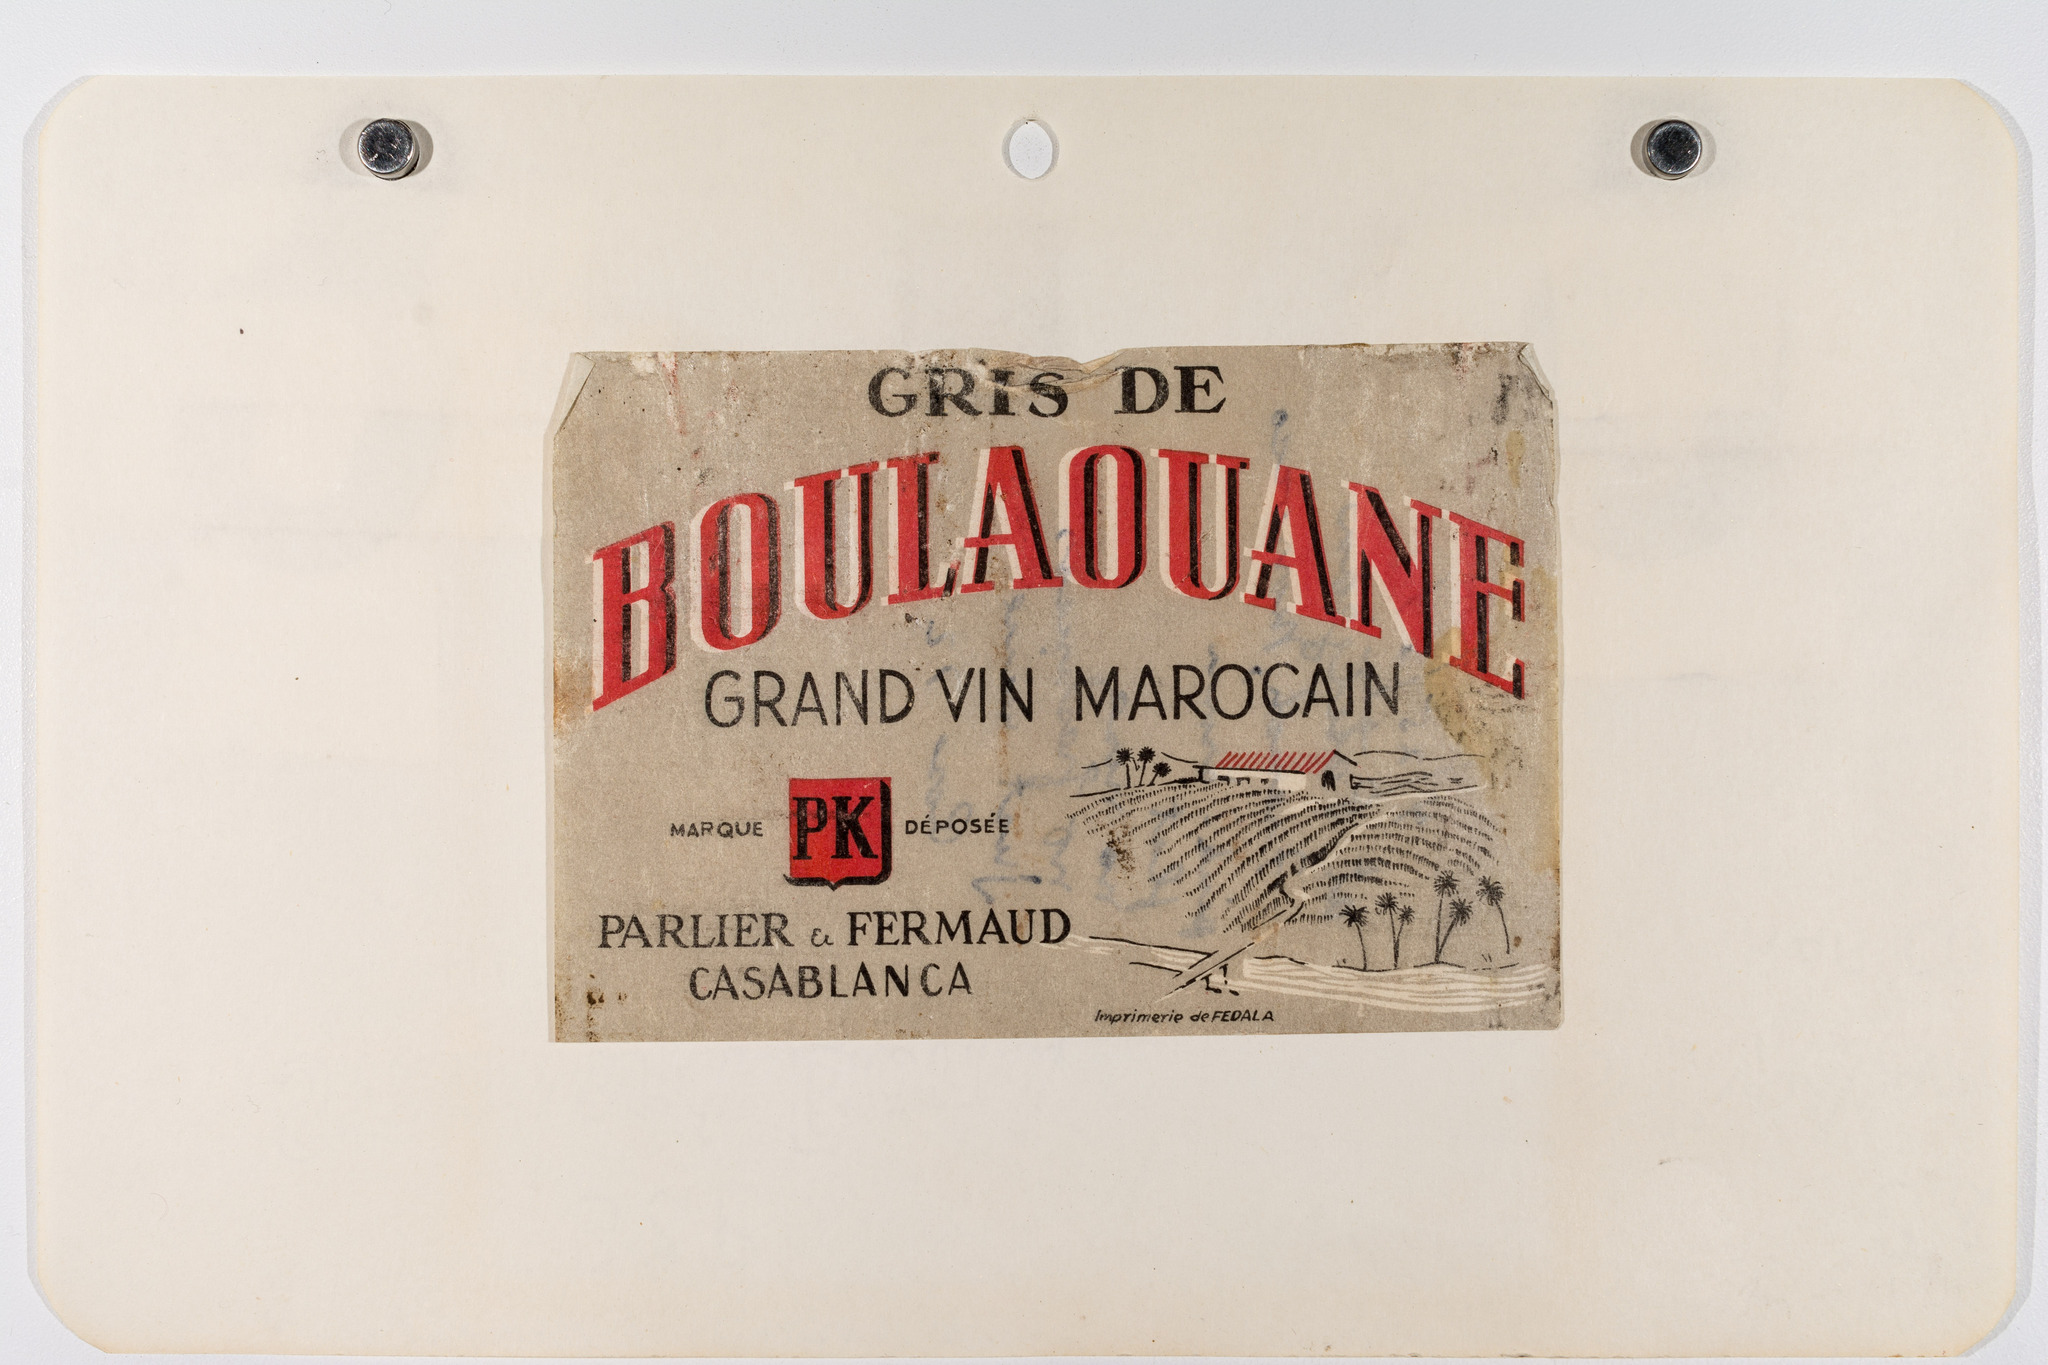 GRIS DE
BOULAOUANE
GRAND VIN MAROCAIN
MARQUE PK DÉPOSÉE
PARLIER & FERMAUD
CASABLANCA
Imprimerie de FEDALA